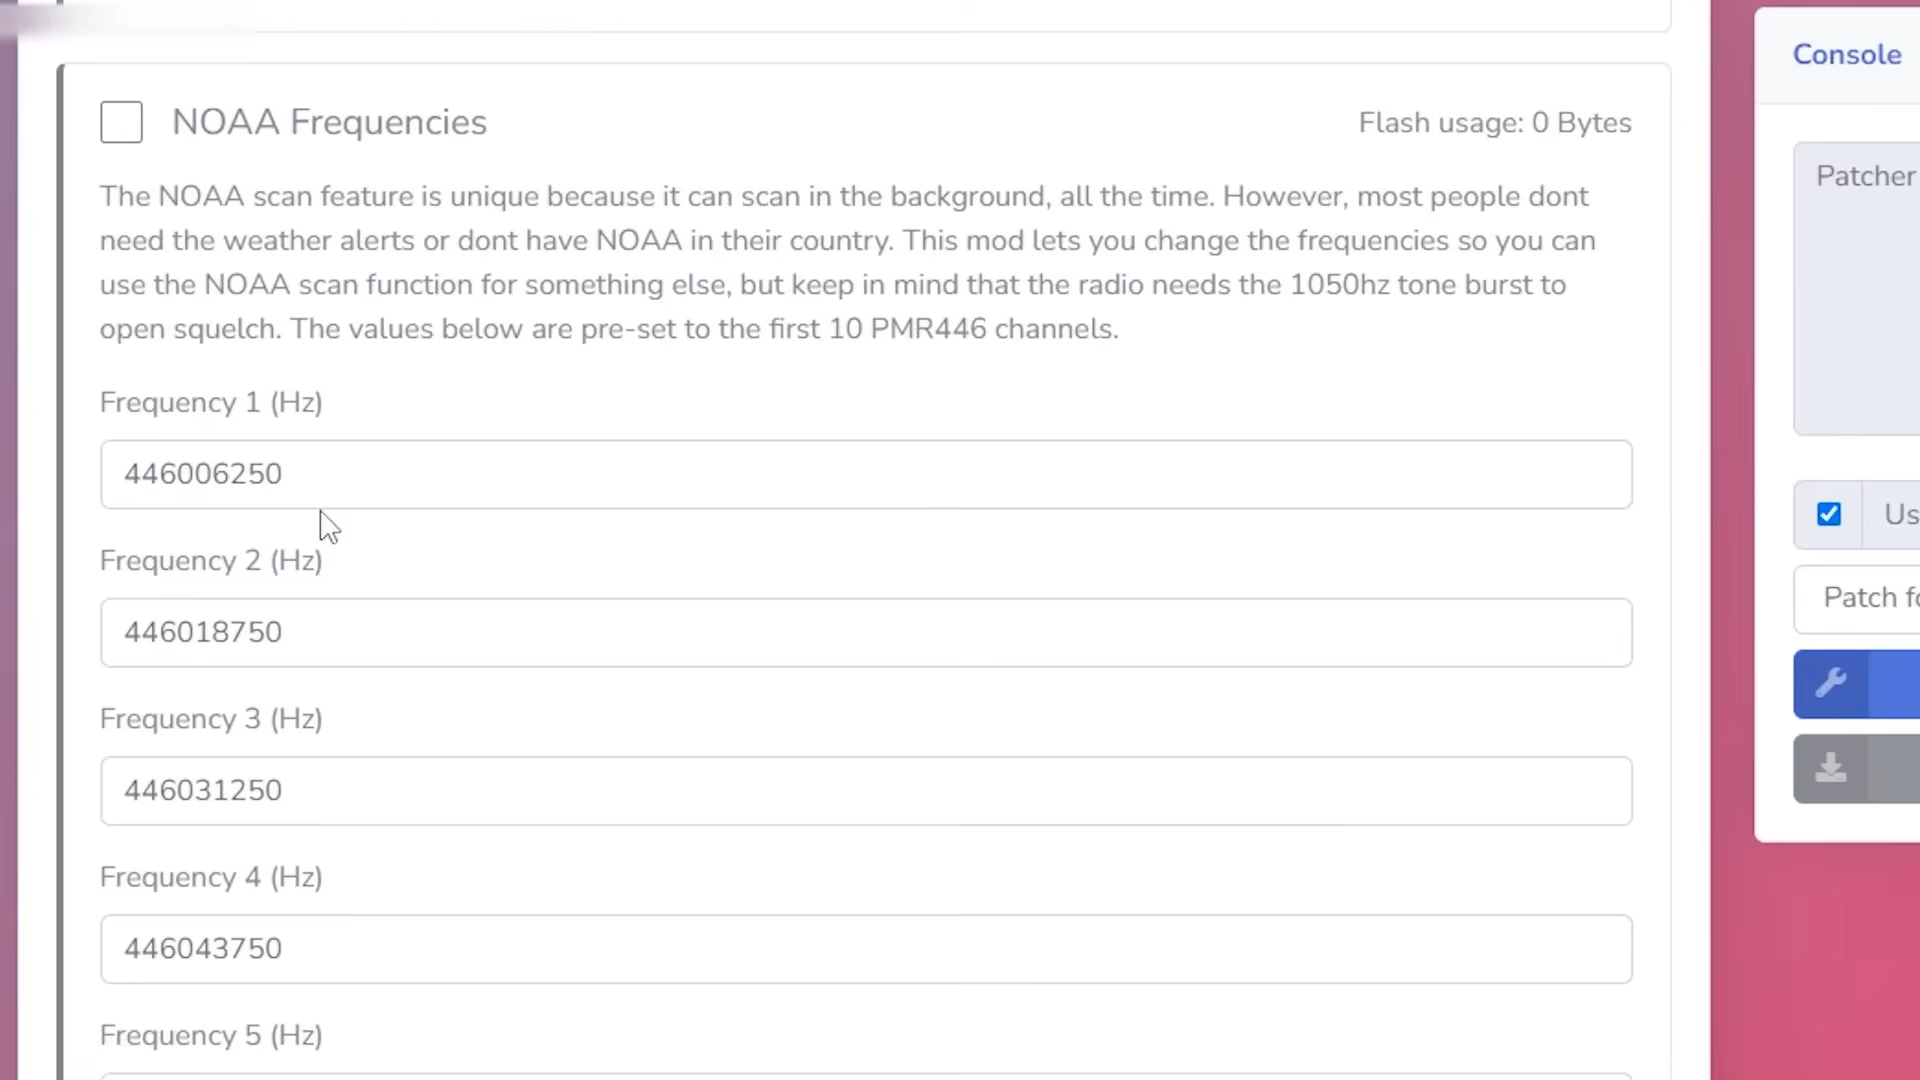 NOAA Frequencies
Flash usage: 0 Bytes
The NOAA scan feature is unique because it can scan in the background, all the time. However, most people dont
need the weather alerts or dont have NOAA in their country. This mod lets you change the frequencies so you can
use the NOAA scan function for something else, but keep in mind that the radio needs the 1050hz tone burst to
open squelch. The values below are pre-set to the first 10 PMR446 channels.
Frequency 1 (Hz)
446006250
Frequency 2 (Hz)
446018750
Frequency 3 (Hz)
446031250
Frequency 4 (Hz)
446043750
Frequency 5 (Hz)
Console
Patcher
Us
Patch fo